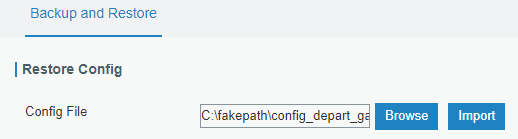 Backup and Restore
Restore Config
Config File C:\fakepath\config_depart_ga Browse Import